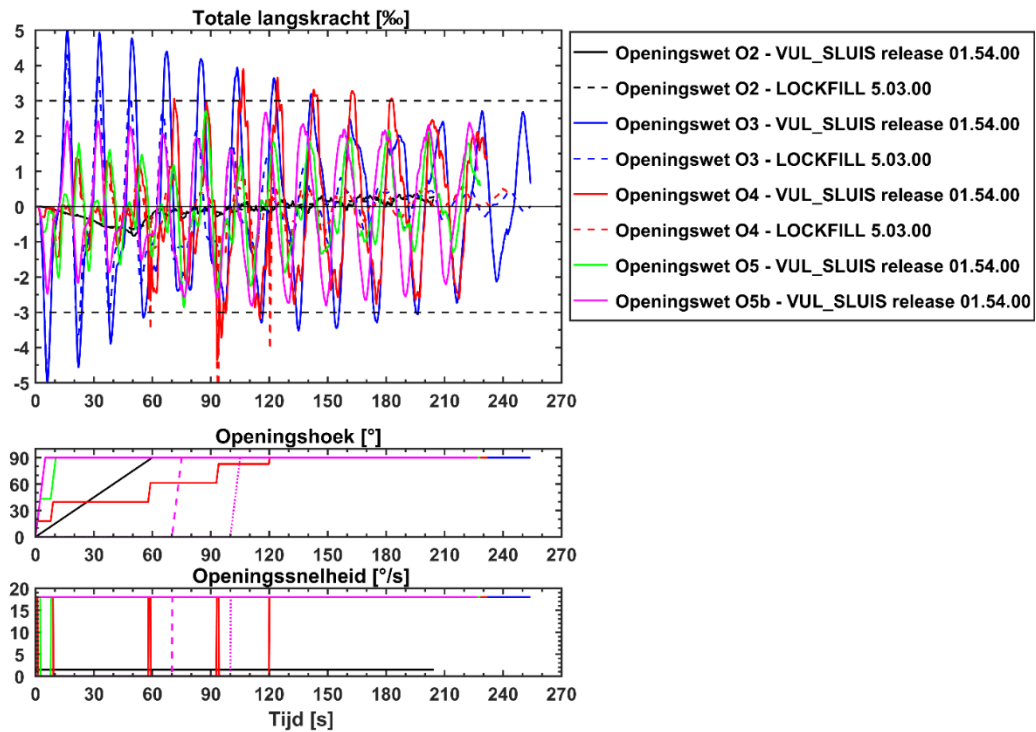 Totale langskracht [‰]
5
4
3
2
1
0
-1
-2
-3
-4
-5
0 30 60 90 120 150 180 210 240 270
Openingswet O2 - VUL_SLUIS release 01.54.00
Openingswet O2 - LOCKFILL 5.03.00
Openingswet O3 - VUL_SLUIS release 01.54.00
Openingswet O3 - LOCKFILL 5.03.00
Openingswet O4 - VUL_SLUIS release 01.54.00
Openingswet O4 - LOCKFILL 5.03.00
Openingswet O5 - VUL_SLUIS release 01.54.00
Openingswet O5b - VUL_SLUIS release 01.54.00
Openingshoek [°]
90
60
30
0
0 30 60 90 120 150 180 210 240 270
Openingssnelheid [°/s]
20
15
10
5
0
0 30 60 90 120 150 180 210 240 270
Tijd [s]